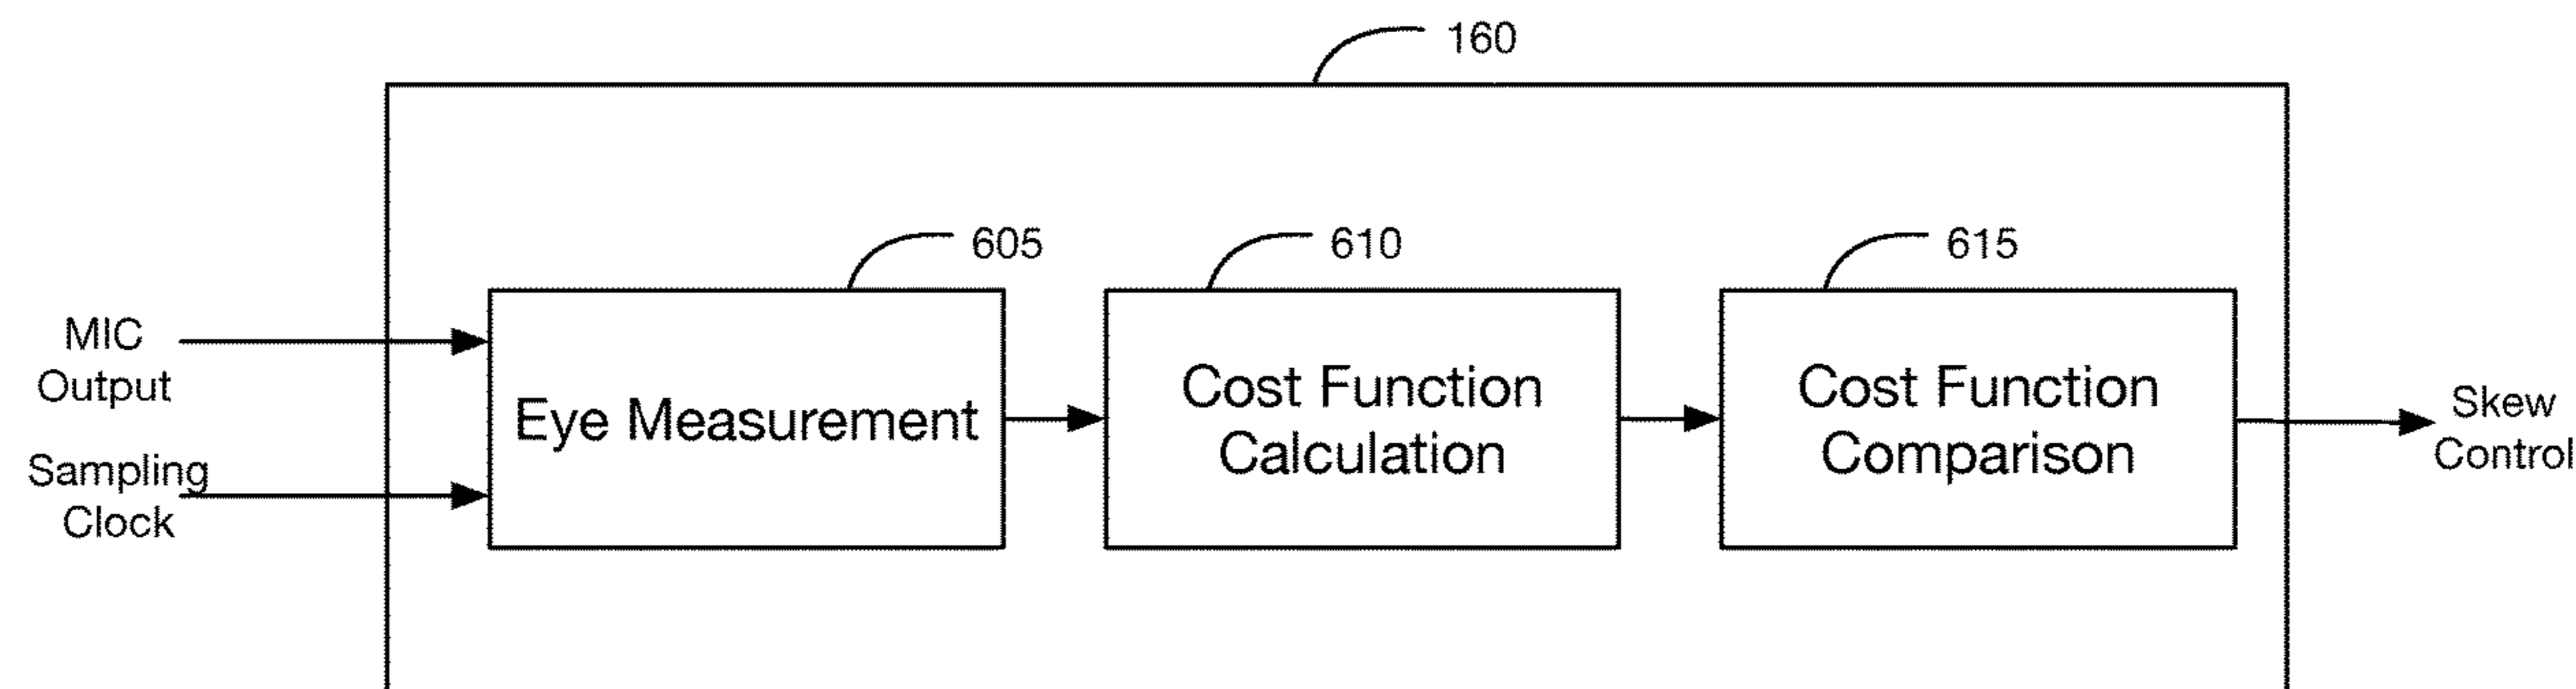 160
605
610
615
MIC
Output
Sampling
Clock
Eye Measurement
Cost Function
Calculation
Cost Function
Comparison
Skew
Control